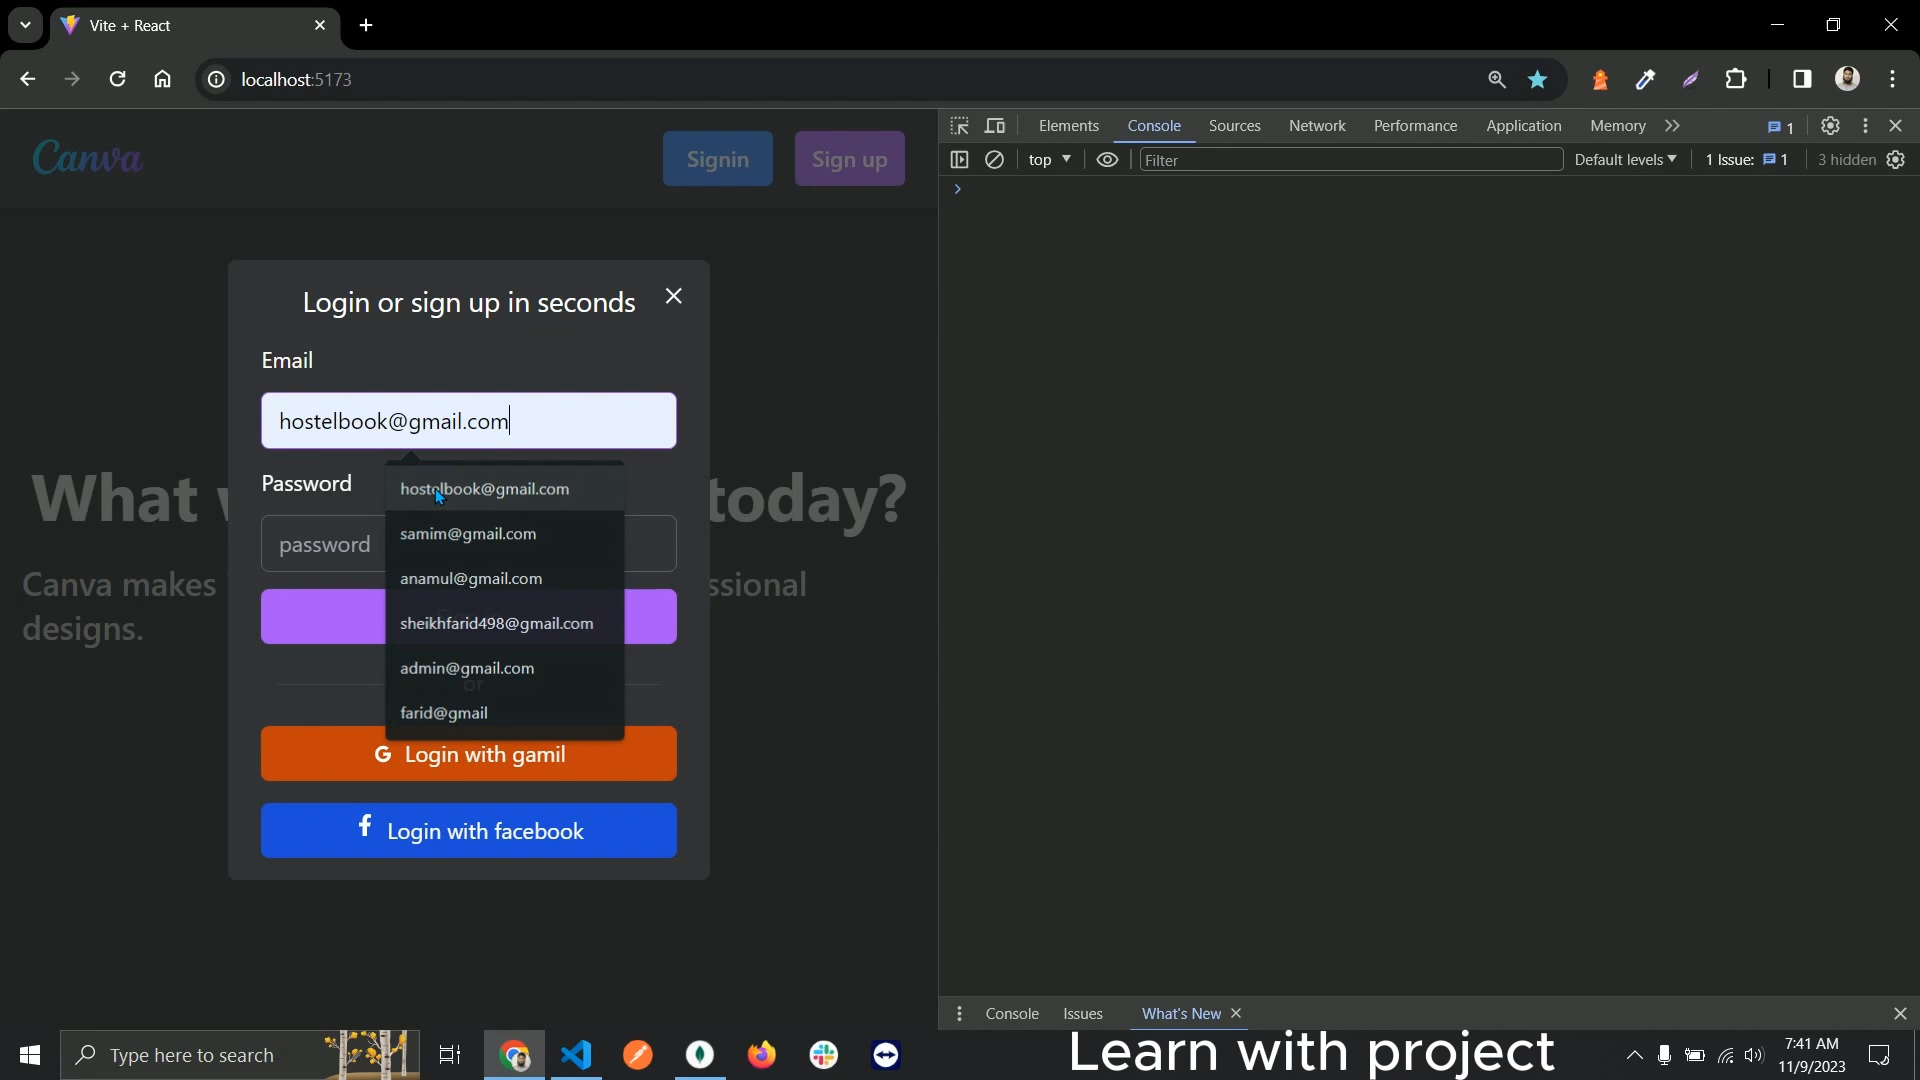 Vite + React
localhost:5173
Canva
Signin
Sign up
Elements
Console
Sources
Network
Performance
Application
Memory
1
top
Filter
Default levels
1 Issue:
1
3 hidden
Login or sign up in seconds
Email
hostelbook@gmail.com
Password
hostelbook@gmail.com
What
today?
samim@gmail.com
password
anamul@gmail.com
Canva makes
ssional
designs.
sheikhfarid498@gmail.com
admin@gmail.com
or
farid@gmail
Login with gamil
Login with facebook
Console
Issues
What's New
Type here to search
Learn with project
7:41 AM
11/9/2023